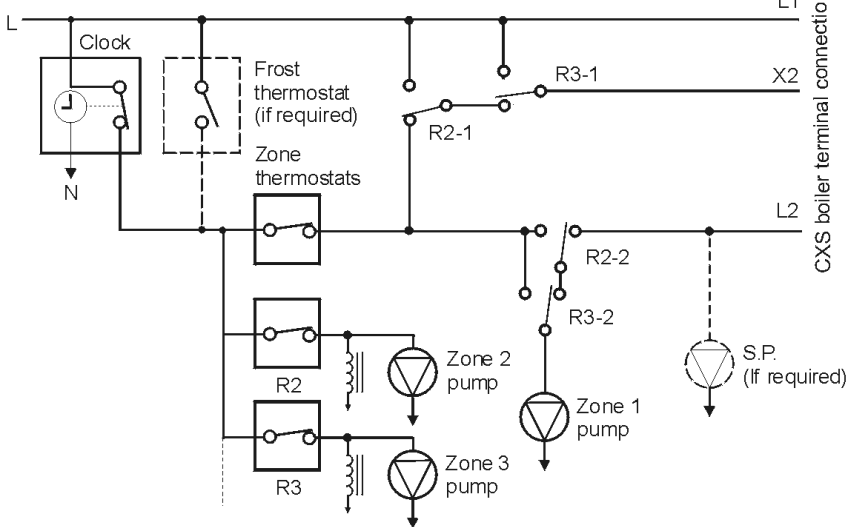 L1
L
Clock
Frost
thermostat
(if required)
R3-1
X2
R2-1
N
Zone
thermostats
L2
R2-2
R3-2
S.P.
(If required)
R2
Zone 2
pump
Zone 1
pump
R3
Zone 3
pump
CXS boiler terminal connectio